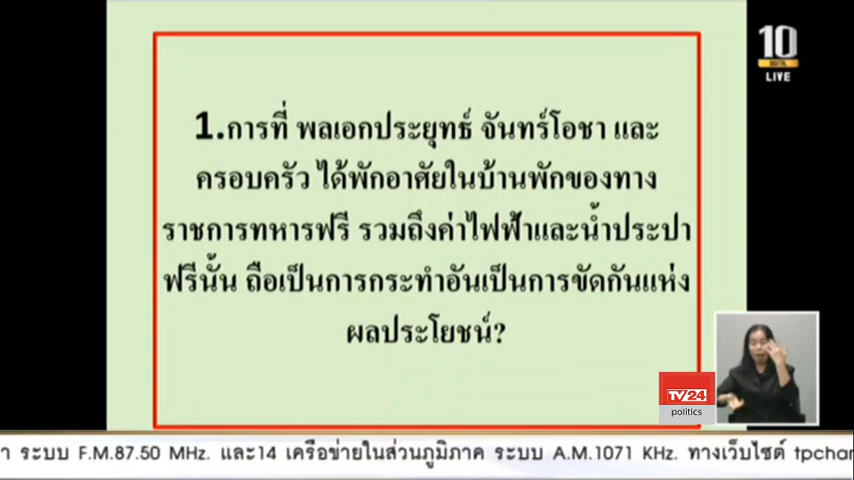 10
LIVE
1.การที่ พลเอกประยุทธ์ จันทร์โอชา และ
ครอบครัว ได้พักอาศัยในบ้านพักของทาง
ราชการทหารฟรี รวมถึงค่าไฟฟ้าและน้ำประปา
ฟรีนั้น ถือเป็นการกระทำอันเป็นการขัดกันแห่ง
ผลประโยชน์?
TV24
politics
า ระบบ F.M.87.50 MHz. และ14 เครือข่ายในส่วนภูมิภาค ระบบ A.M.1071 KHz. ทางเว็บไซต์ tpchan